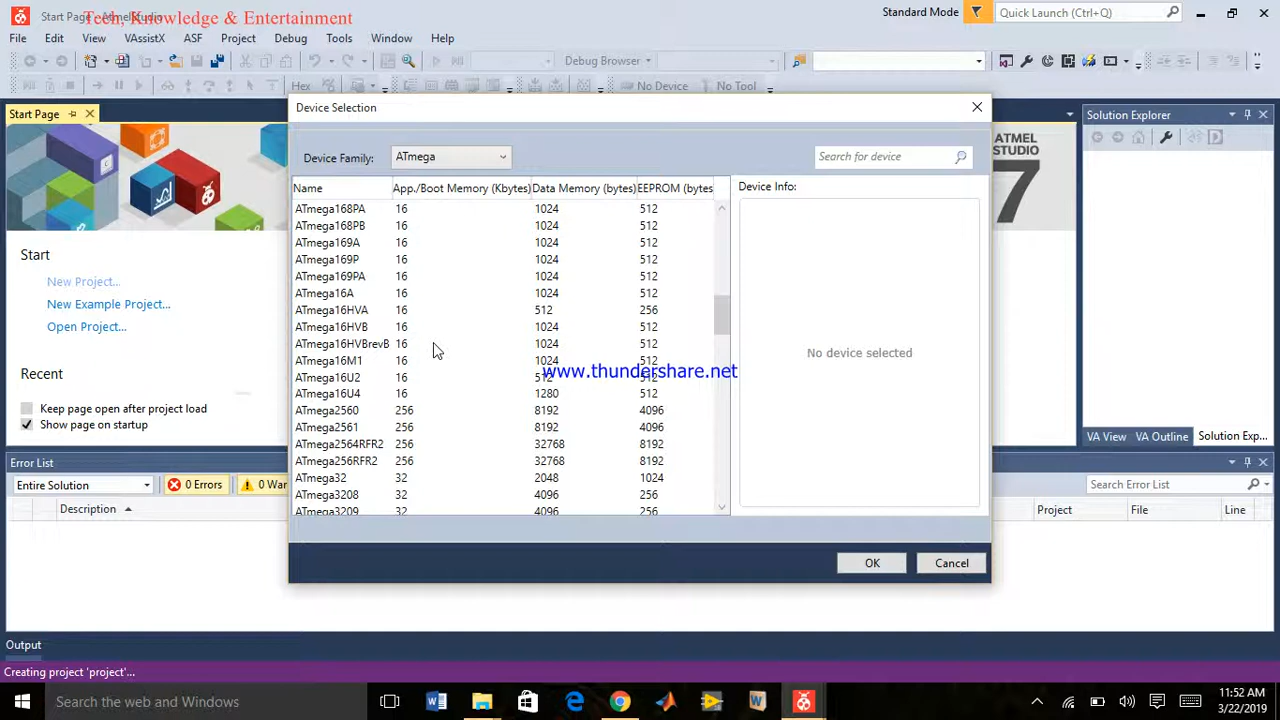 Start Page - AtmelStudio
Tech, Knowledge & Entertainment
Standard Mode
Quick Launch (Ctrl+Q)
File Edit View VAssistX ASF Project Debug Tools Window Help
Debug Browser
Hex
No Device
No Tool
Start Page
Device Selection
Solution Explorer
Device Family:
ATmega
Search for device
ATMEL
STUDIO
7
Name App./Boot Memory (Kbytes) Data Memory (bytes) EEPROM (bytes
Device Info:
ATmega168PA 16 1024 512
ATmega168PB 16 1024 512
ATmega169A 16 1024 512
ATmega169P 16 1024 512
ATmega169PA 16 1024 512
ATmega16A 16 1024 512
ATmega16HVA 16 512 256
ATmega16HVB 16 1024 512
ATmega16HVBrevB 16 1024 512
ATmega16M1 16 1024 512
ATmega16U2 16 512 512
ATmega16U4 16 1280 512
ATmega2560 256 8192 4096
ATmega2561 256 8192 4096
ATmega2564RFR2 256 32768 8192
ATmega256RFR2 256 32768 8192
ATmega32 32 2048 1024
ATmega3208 32 4096 256
ATmega3209 32 4096 256
No device selected
www.thundershare.net
Start
New Project...
New Example Project...
Open Project...
Recent
Keep page open after project load
Show page on startup
OK
Cancel
VA View VA Outline Solution Exp...
Error List
Entire Solution
0 Errors
0 War
Search Error List
Description
Project File Line
Output
Creating project 'project'...
Search the web and Windows
11:52 AM
3/22/2019